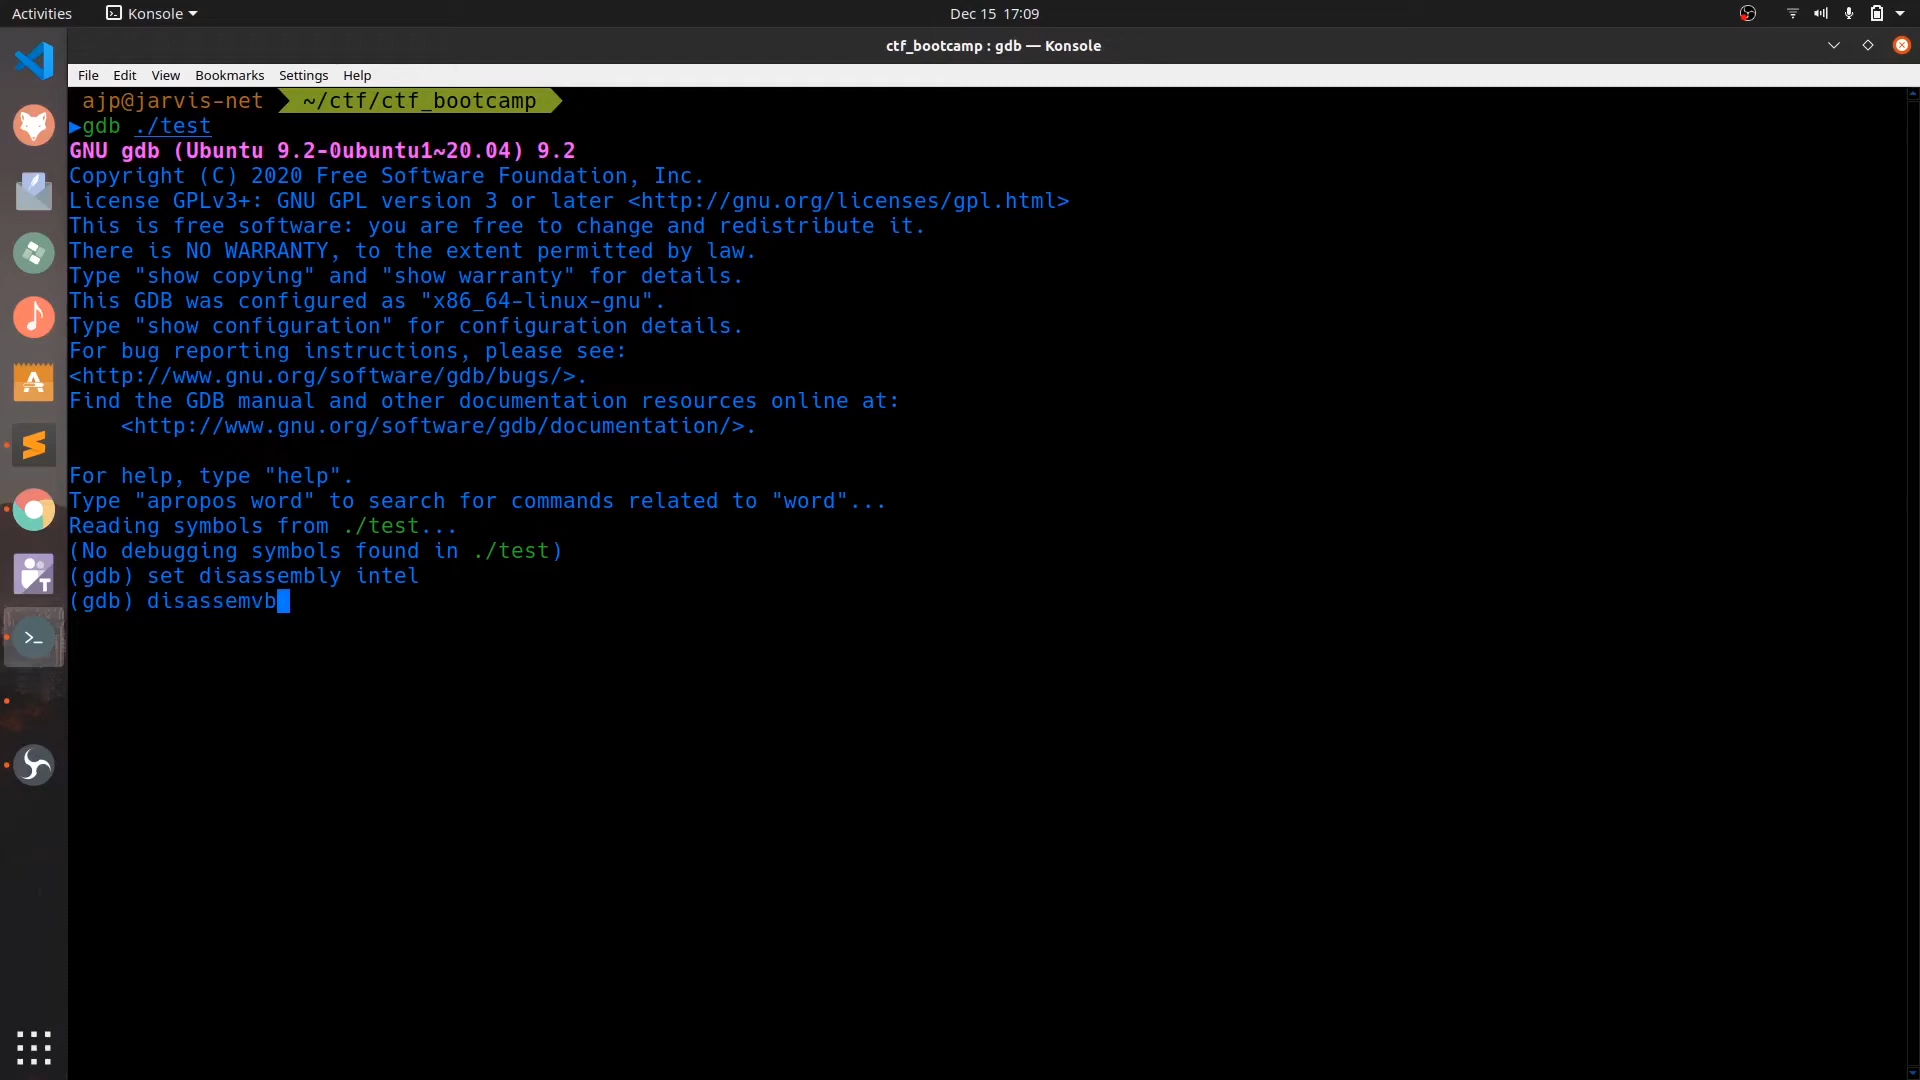 Activities Konsole Dec 15 17:09
ctf_bootcamp : gdb — Konsole
File Edit View Bookmarks Settings Help
ajp@jarvis-net ~/ctf/ctf_bootcamp
▶gdb ./test
GNU gdb (Ubuntu 9.2-0ubuntu1~20.04) 9.2
Copyright (C) 2020 Free Software Foundation, Inc.
License GPLv3+: GNU GPL version 3 or later <http://gnu.org/licenses/gpl.html>
This is free software: you are free to change and redistribute it.
There is NO WARRANTY, to the extent permitted by law.
Type "show copying" and "show warranty" for details.
This GDB was configured as "x86_64-linux-gnu".
Type "show configuration" for configuration details.
For bug reporting instructions, please see:
<http://www.gnu.org/software/gdb/bugs/>.
Find the GDB manual and other documentation resources online at:
    <http://www.gnu.org/software/gdb/documentation/>.
For help, type "help".
Type "apropos word" to search for commands related to "word"...
Reading symbols from ./test...
(No debugging symbols found in ./test)
(gdb) set disassembly intel
(gdb) disassemvb